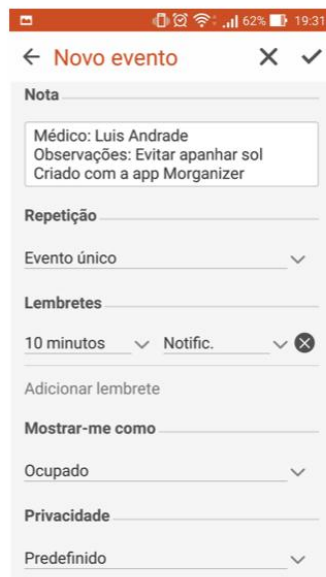 62% 19:31
Novo evento
Nota
Médico: Luis Andrade
Observações: Evitar apanhar sol
Criado com a app Morganizer
Repetição
Evento único
Lembretes
10 minutos Notific.
Adicionar lembrete
Mostrar-me como
Ocupado
Privacidade
Predefinido